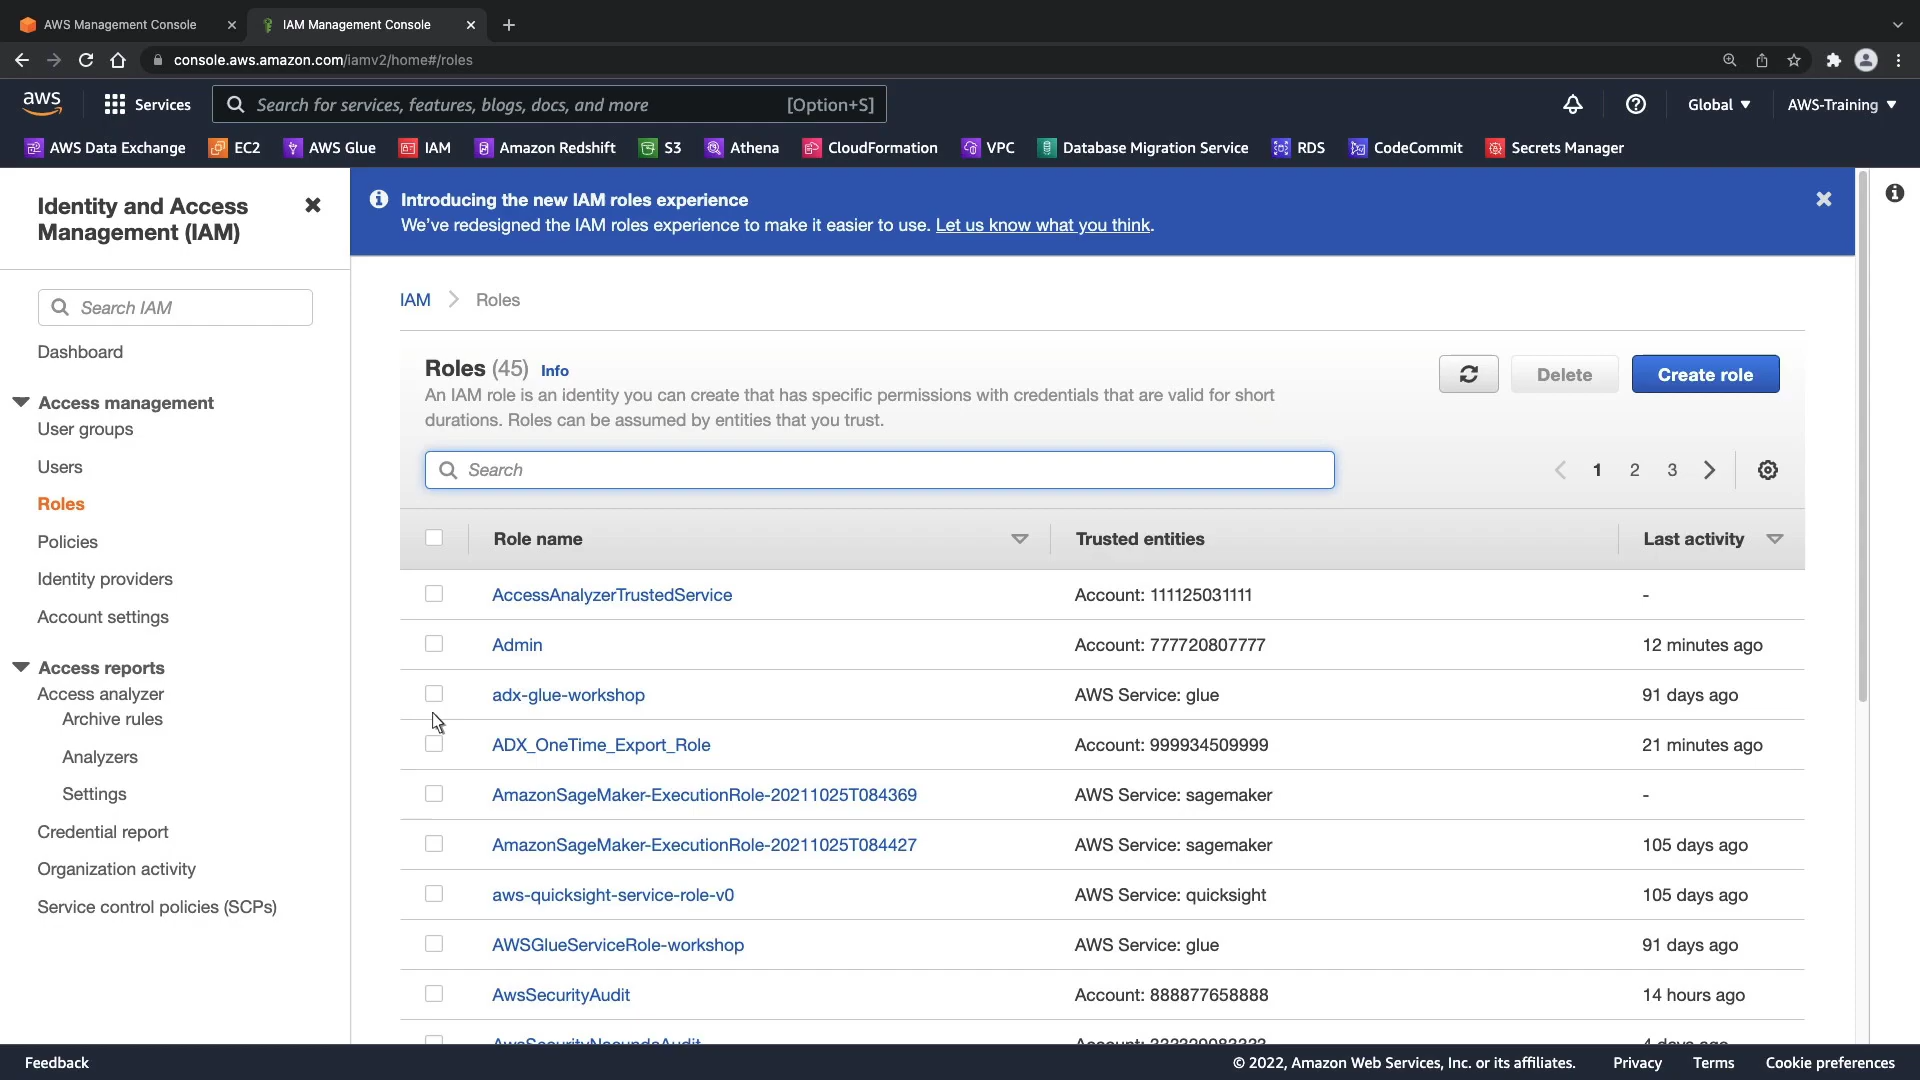 AWS Management Console
IAM Management Console
console.aws.amazon.com/iamv2/home#/roles
aws
Services
Search for services, features, blogs, docs, and more
[Option+S]
Global
AWS-Training
AWS Data Exchange
EC2
AWS Glue
IAM
Amazon Redshift
S3
Athena
CloudFormation
VPC
Database Migration Service
RDS
CodeCommit
Secrets Manager
Identity and Access
Management (IAM)
Search IAM
Dashboard
Access management
User groups
Users
Roles
Policies
Identity providers
Account settings
Access reports
Access analyzer
Archive rules
Analyzers
Settings
Credential report
Organization activity
Service control policies (SCPs)
Introducing the new IAM roles experience
We've redesigned the IAM roles experience to make it easier to use. Let us know what you think.
IAM > Roles
Roles (45) Info
An IAM role is an identity you can create that has specific permissions with credentials that are valid for short
durations. Roles can be assumed by entities that you trust.
Delete
Create role
Search
1 2 3
Role name Trusted entities Last activity
AccessAnalyzerTrustedService Account: 111125031111 -
Admin Account: 777720807777 12 minutes ago
adx-glue-workshop AWS Service: glue 91 days ago
ADX_OneTime_Export_Role Account: 999934509999 21 minutes ago
AmazonSageMaker-ExecutionRole-20211025T084369 AWS Service: sagemaker -
AmazonSageMaker-ExecutionRole-20211025T084427 AWS Service: sagemaker 105 days ago
aws-quicksight-service-role-v0 AWS Service: quicksight 105 days ago
AWSGlueServiceRole-workshop AWS Service: glue 91 days ago
AwsSecurityAudit Account: 888877658888 14 hours ago
Feedback
© 2022, Amazon Web Services, Inc. or its affiliates.
Privacy
Terms
Cookie preferences